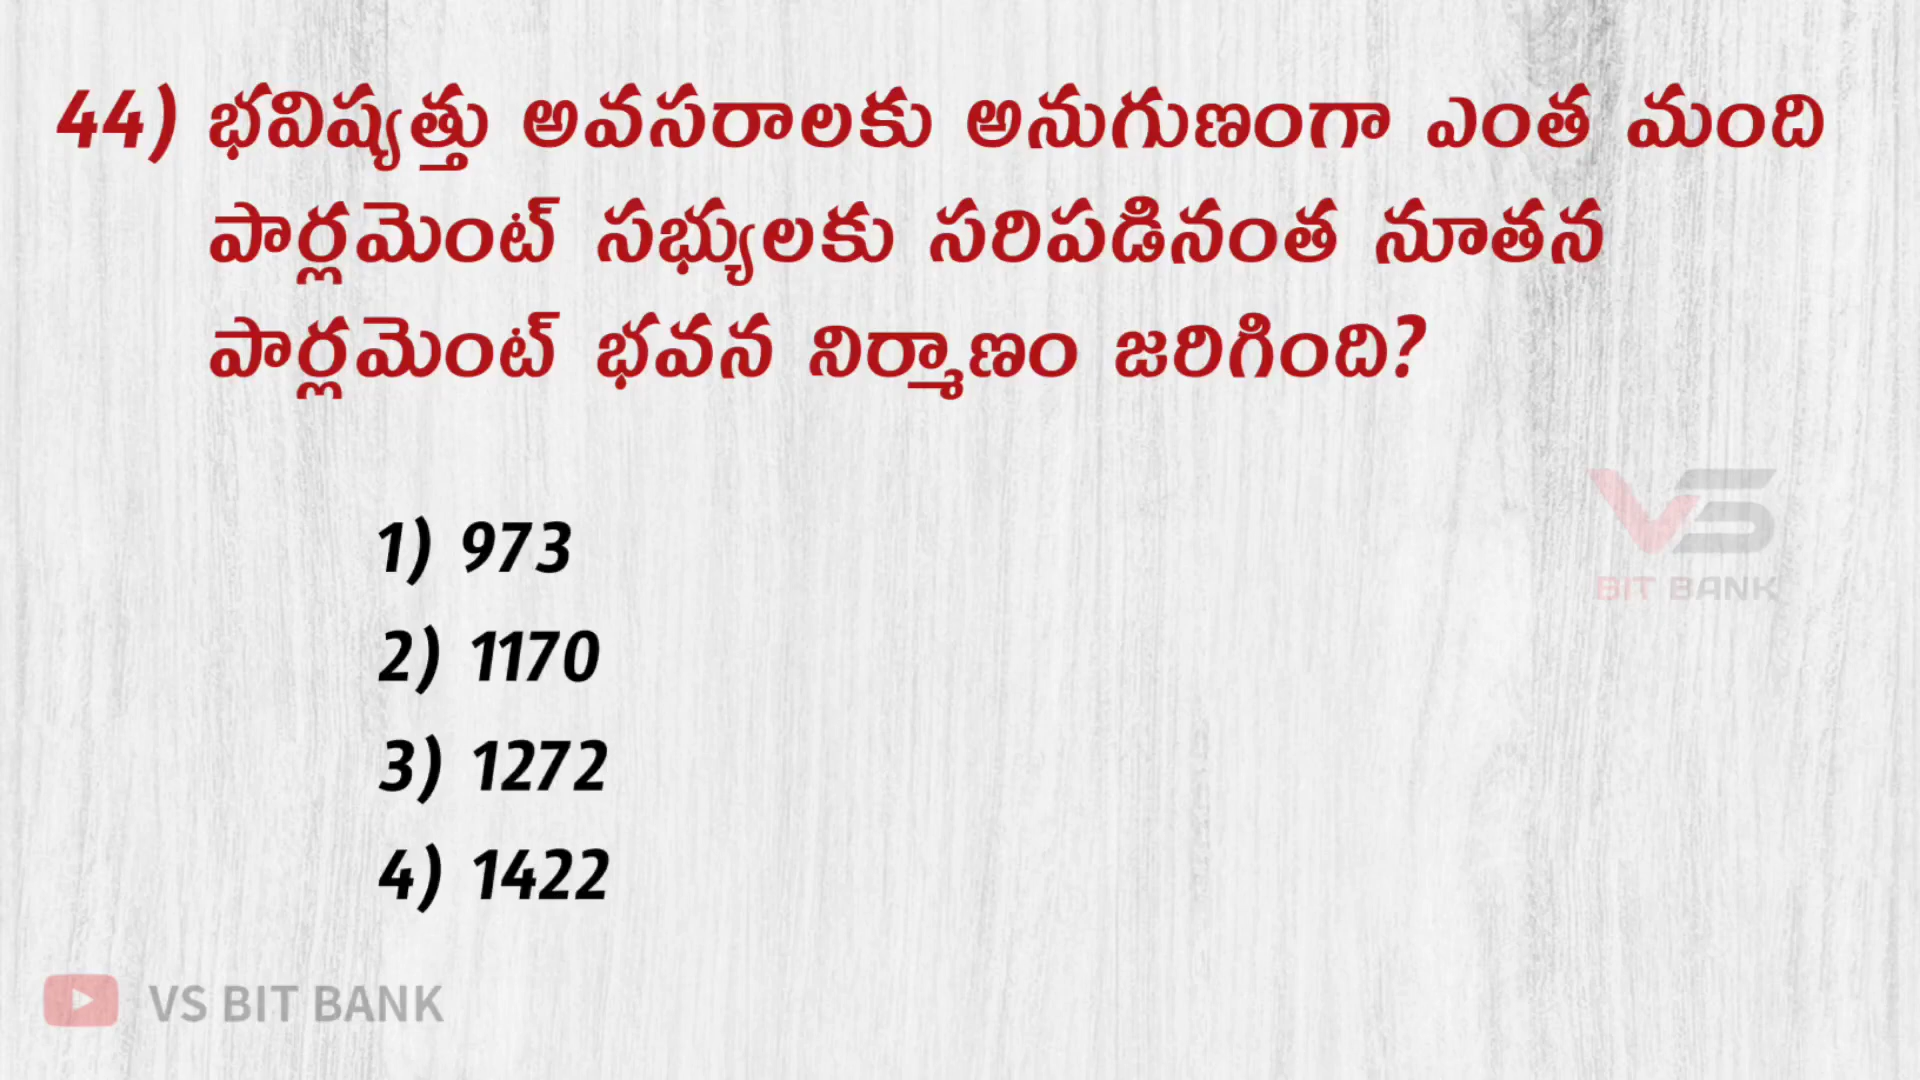 44) భవిష్యత్తు అవసరాలకు అనుగుణంగా ఎంత మంది
పార్లమెంట్ సభ్యులకు సరిపడినంత నూతన
పార్లమెంట్ భవన నిర్మాణం జరిగింది?
1) 973
2) 1170
3) 1272
4) 1422
VS
BIT BANK
VS BIT BANK